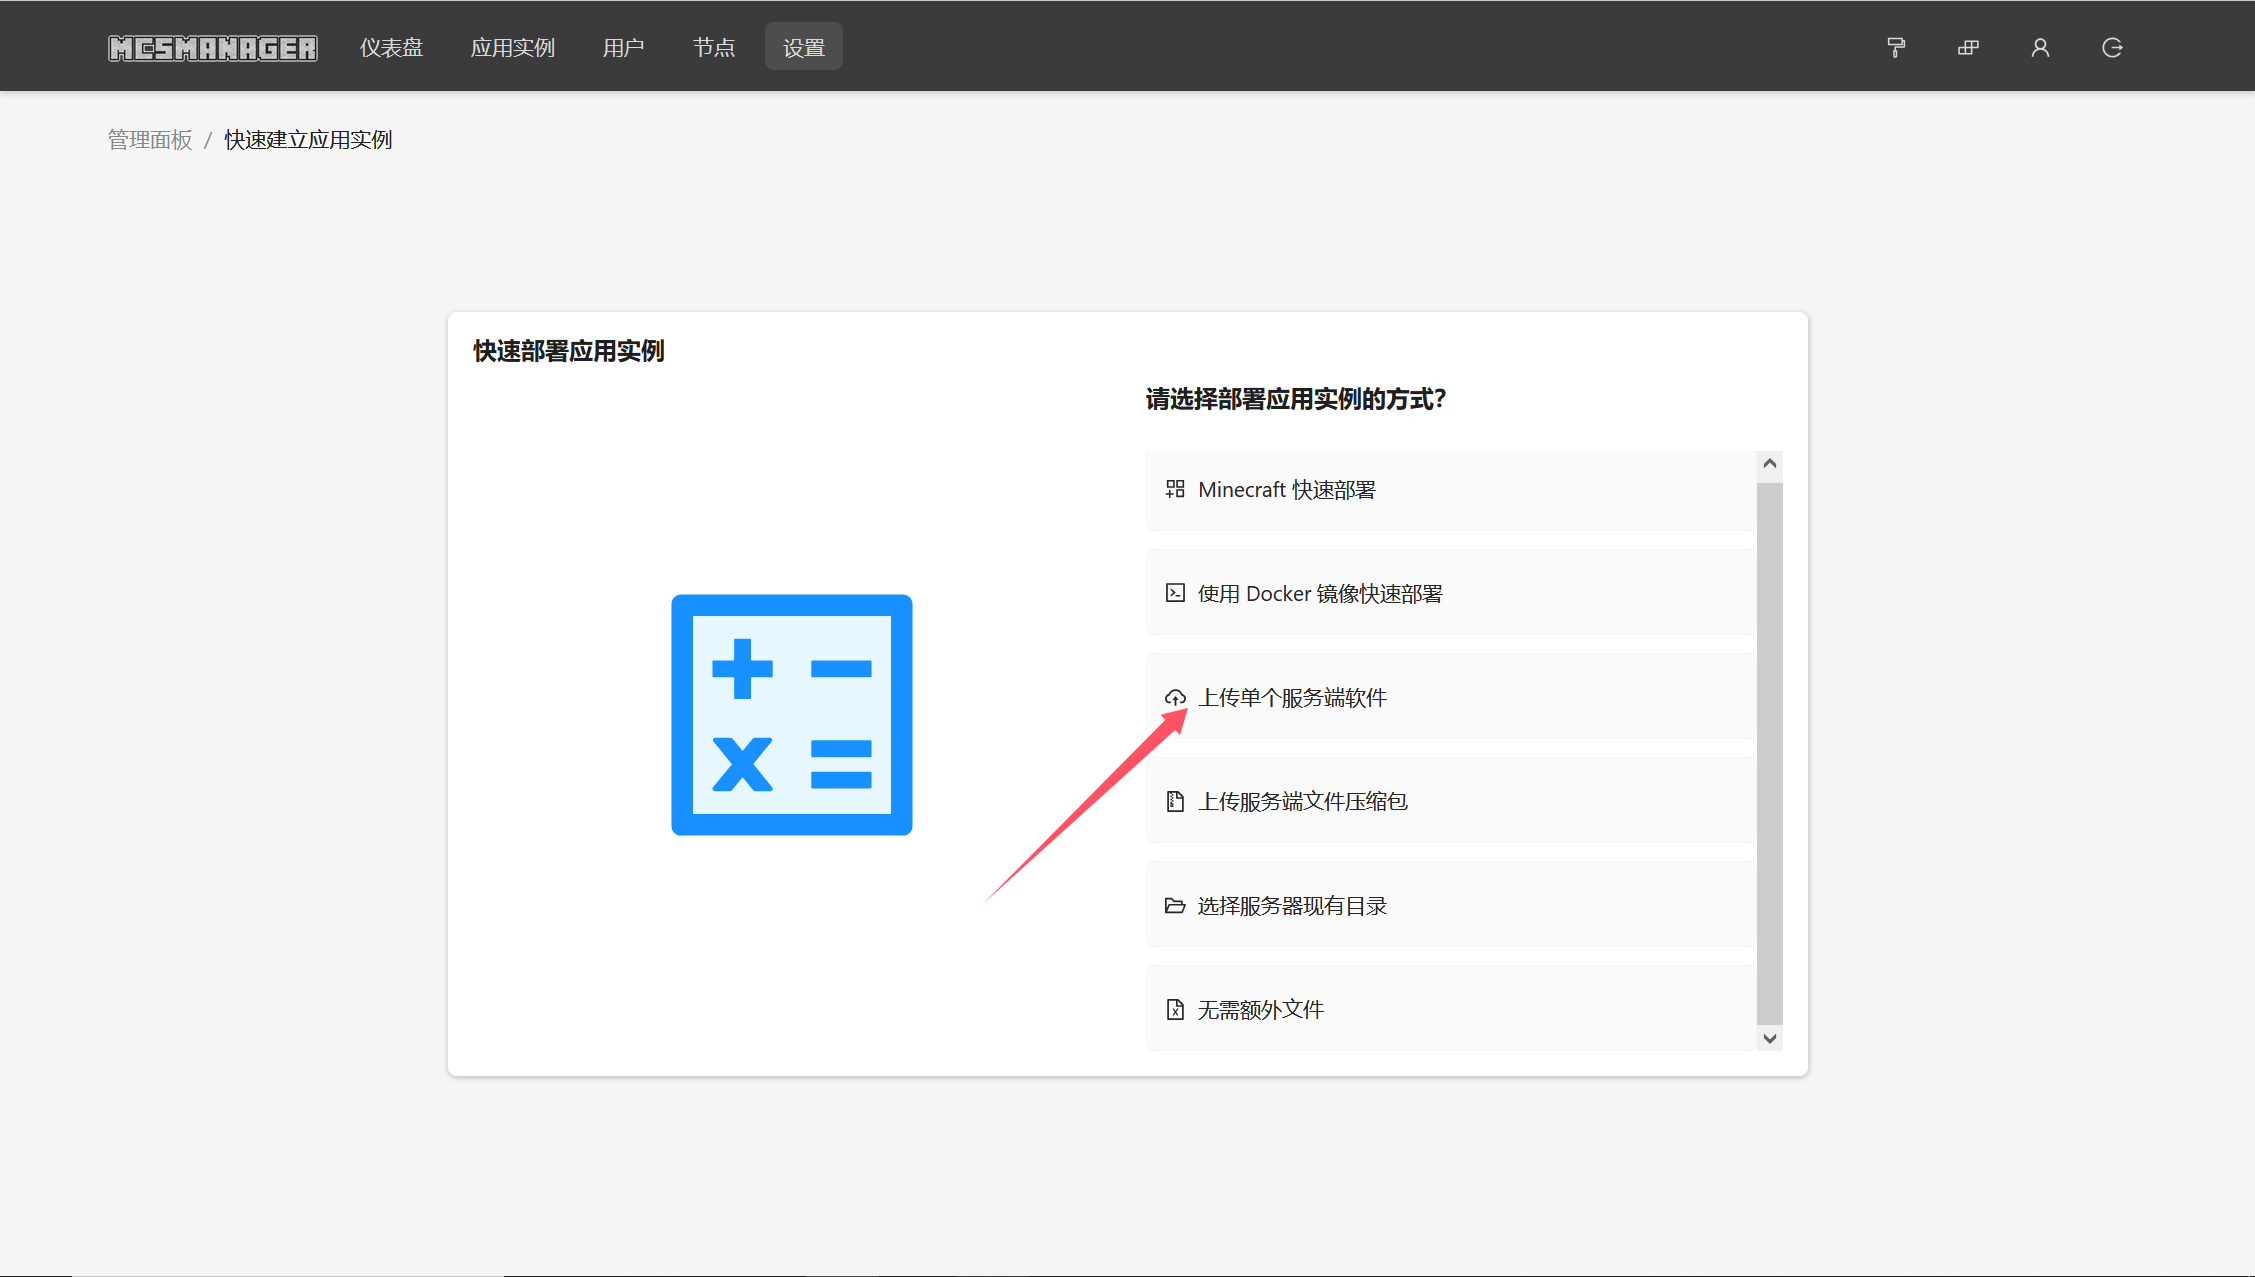 MCSMANAGER 仪表盘 应用实例 用户 节点 设置
管理面板 / 快速建立应用实例
快速部署应用实例
请选择部署应用实例的方式？
Minecraft 快速部署
使用 Docker 镜像快速部署
上传单个服务端软件
上传服务端文件压缩包
选择服务器现有目录
无需额外文件